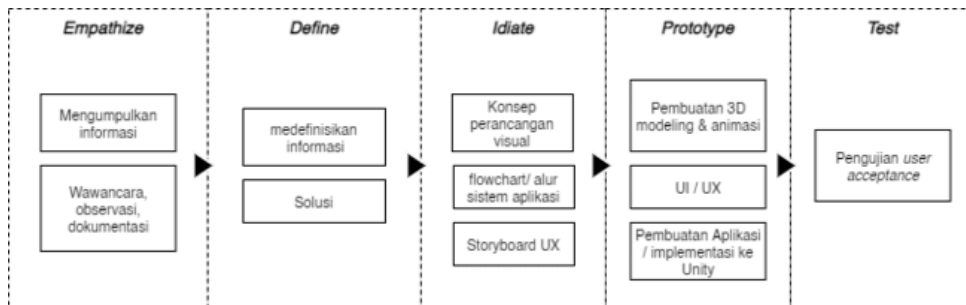 Empathize
Mengumpulkan
informasi
Wawancara,
observasi,
dokumentasi
Define
medefinisikan
informasi
Solusi
Idiate
Konsep
perancangan
visual
flowchart/ alur
sistem aplikasi
Storyboard UX
Prototype
Pembuatan 3D
modeling & animasi
UI / UX
Pembuatan Aplikasi
/ implementasi ke
Unity
Test
Pengujian user
acceptance